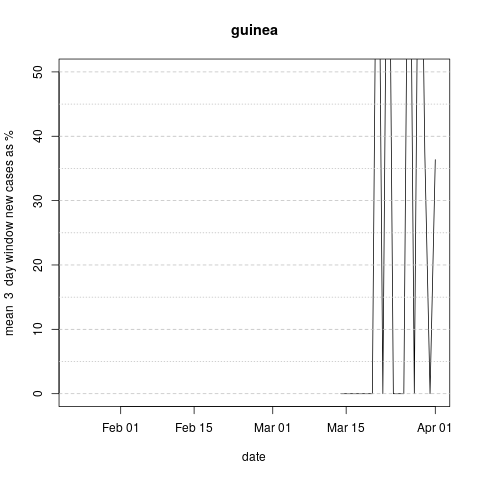 guinea
mean 3 day window new cases as %
50
40
30
20
10
0
Feb 01
Feb 15
Mar 01
Mar 15
Apr 01
date